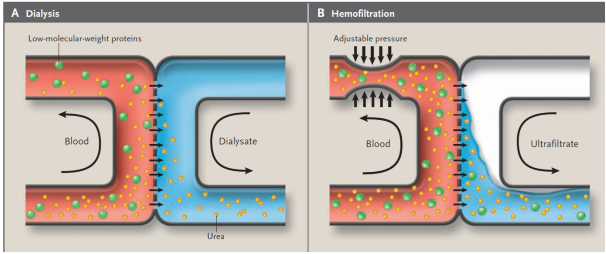 A Dialysis
Low-molecular-weight proteins
Blood
Dialysate
Urea
B Hemofiltration
Adjustable pressure
Blood
Ultrafiltrate